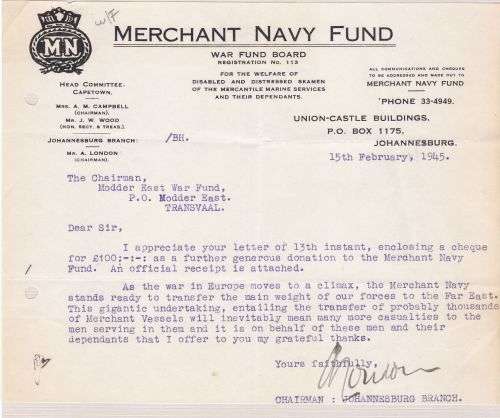 W/F
MN
MERCHANT NAVY FUND
WAR FUND BOARD
REGISTRATION No. 113
FOR THE WELFARE OF
DISABLED AND DISTRESSED SEAMEN
OF THE MERCANTILE MARINE SERVICES
AND THEIR DEPENDANTS.
HEAD COMMITTEE-
CAPETOWN.
MRS. A. M. CAMPBELL
(CHAIRMAN).
MR. J. W. WOOD
(HON. SECY. & TREAS.)
JOHANNESBURG BRANCH:
MR. A. LONDON
(CHAIRMAN).
ALL COMMUNICATIONS AND CHEQUES
TO BE ADDRESSED AND MADE OUT TO
MERCHANT NAVY FUND
'PHONE 33-4949.
UNION-CASTLE BUILDINGS.
P.O. BOX 1175,
JOHANNESBURG.
/BH.
15th February, 1945.
The Chairman,
Modder East War Fund,
P.O. Modder East.
TRANSVAAL.
Dear Sir,
I appreciate your letter of 13th instant, enclosing a cheque
for £100:-:-: as a further generous donation to the Merchant Navy
Fund. An official receipt is attached.
As the war in Europe moves to a climax, the Merchant Navy
stands ready to transfer the main weight of our forces to the Far East.
This gigantic undertaking, entailing the transfer of probably thousands
of Merchant Vessels will inevitably mean many more casualties to the
men serving in them and it is on behalf of these men and their
dependants that I offer to you my grateful thanks.
Yours faithfully,
CHAIRMAN : JOHANNESBURG BRANCH.